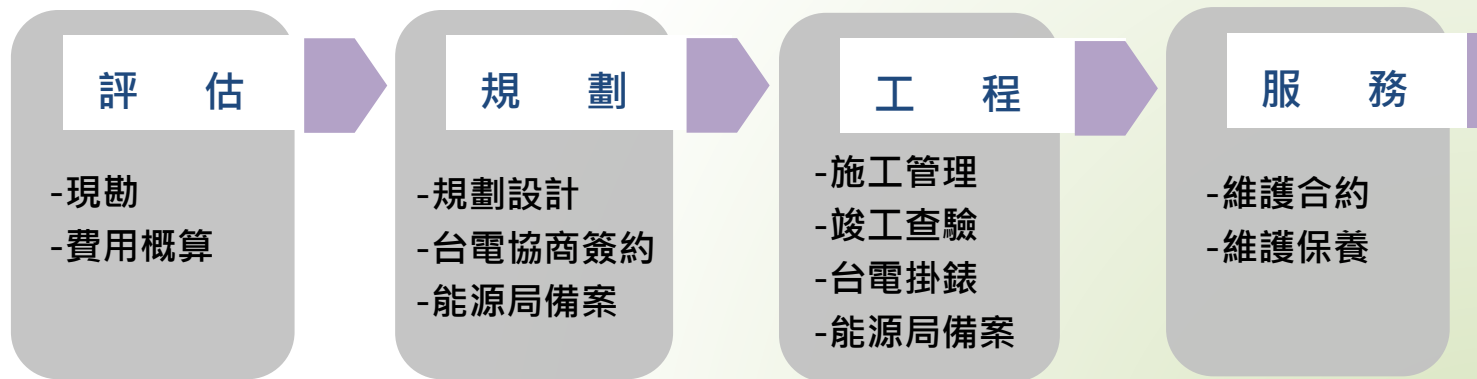 評 估
-現勘
-費用概算
規 劃
-規劃設計
-台電協商簽約
-能源局備案
工 程
-施工管理
-竣工查驗
-台電掛錶
-能源局備案
服 務
-維護合約
-維護保養